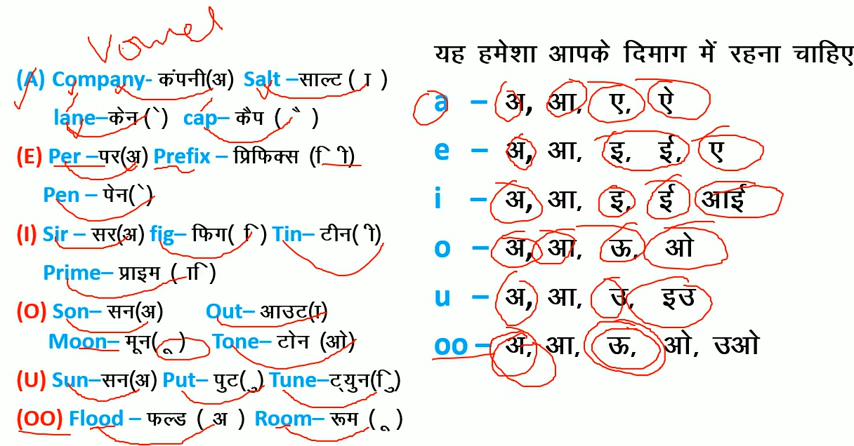 Vowel
(A) Company- कंपनी(अ) Salt –साल्ट ( ा )
lane–केन ( े ) cap– कैप ( ै )
(E) Per –पर(अ) Prefix – प्रिफिक्स ( ि ी)
Pen – पेन( े )
(I) Sir – सर(अ) fig– फिग( ि ) Tin– टीन( ी)
Prime– प्राइम ( ा ि )
(O) Son– सन(अ) Out– आउट(ा)
Moon– मून( ू ) Tone– टोन (ओ)
(U) Sun–सन(अ) Put– पुट( ु ) Tune–ट्युन( ि ु )
(OO) Flood – फल्ड ( अ ) Room– रूम ( ू )
यह हमेशा आपके दिमाग में रहना चाहिए
a – अ, आ, ए, ऐ
e – अ, आ, इ, ई, ए
i – अ, आ, इ, ई आई
o – अ, आ, ऊ, ओ
u – अ, आ, उ, इउ
oo– अ, आ, ऊ, ओ, उओ